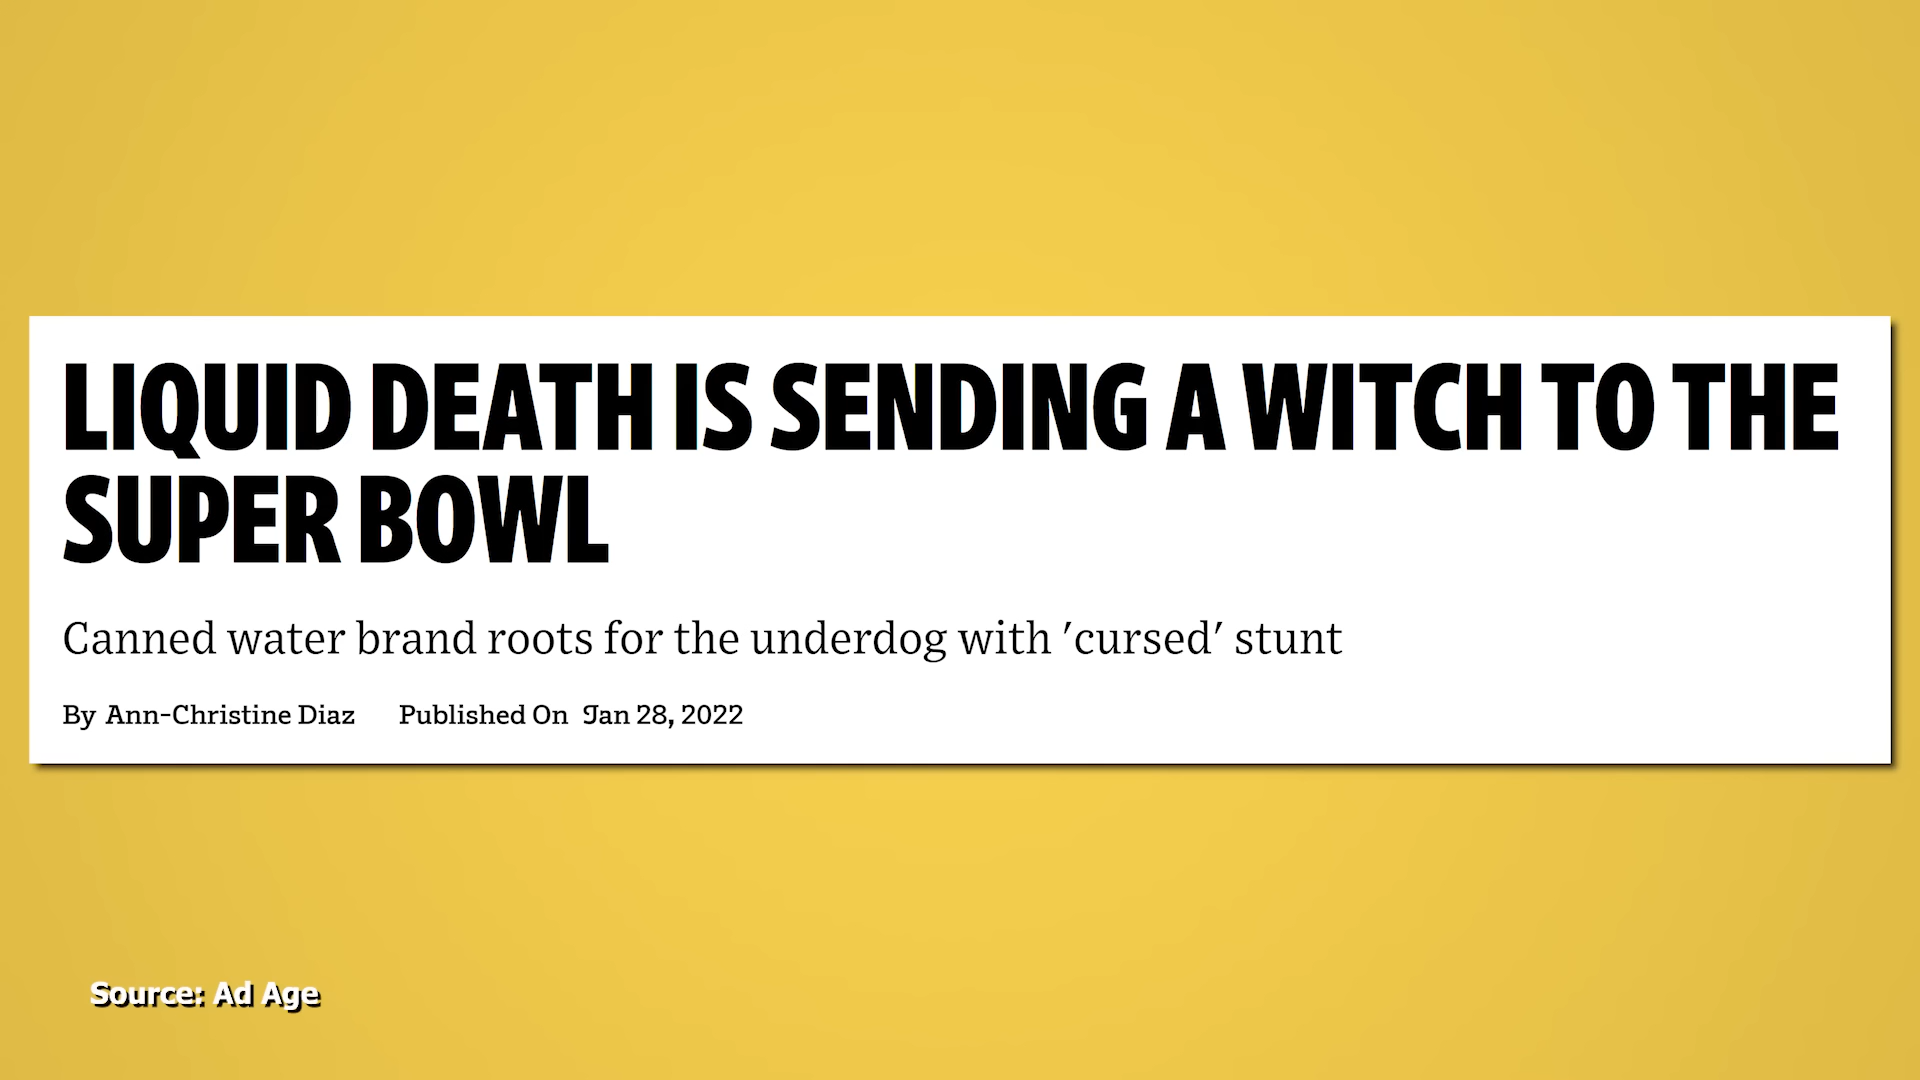 LIQUID DEATH IS SENDING A WITCH TO THE
SUPER BOWL
Canned water brand roots for the underdog with 'cursed' stunt
By Ann-Christine Diaz Published On Jan 28, 2022
Source: Ad Age